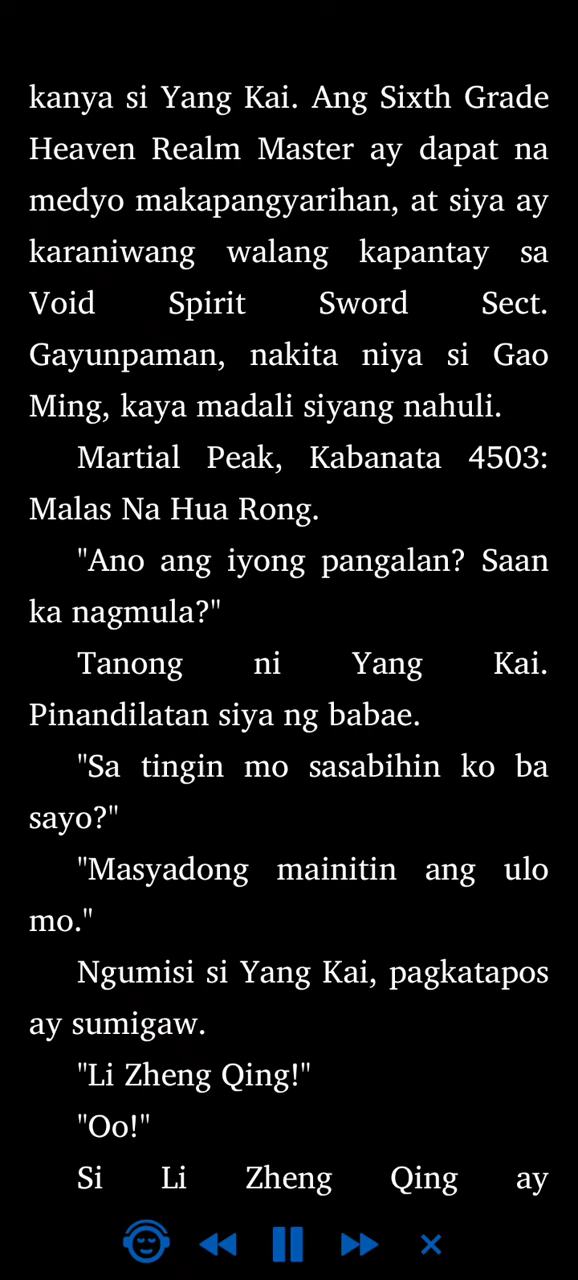 kanya si Yang Kai. Ang Sixth Grade
Heaven Realm Master ay dapat na
medyo makapangyarihan, at siya ay
karaniwang walang kapantay sa
Void Spirit Sword Sect.
Gayunpaman, nakita niya si Gao
Ming, kaya madali siyang nahuli.
Martial Peak, Kabanata 4503:
Malas Na Hua Rong.
"Ano ang iyong pangalan? Saan
ka nagmula?"
Tanong ni Yang Kai.
Pinandilatan siya ng babae.
"Sa tingin mo sasabihin ko ba
sayo?"
"Masyadong mainitin ang ulo
mo."
Ngumisi si Yang Kai, pagkatapos
ay sumigaw.
"Li Zheng Qing!"
"Oo!"
Si Li Zheng Qing ay